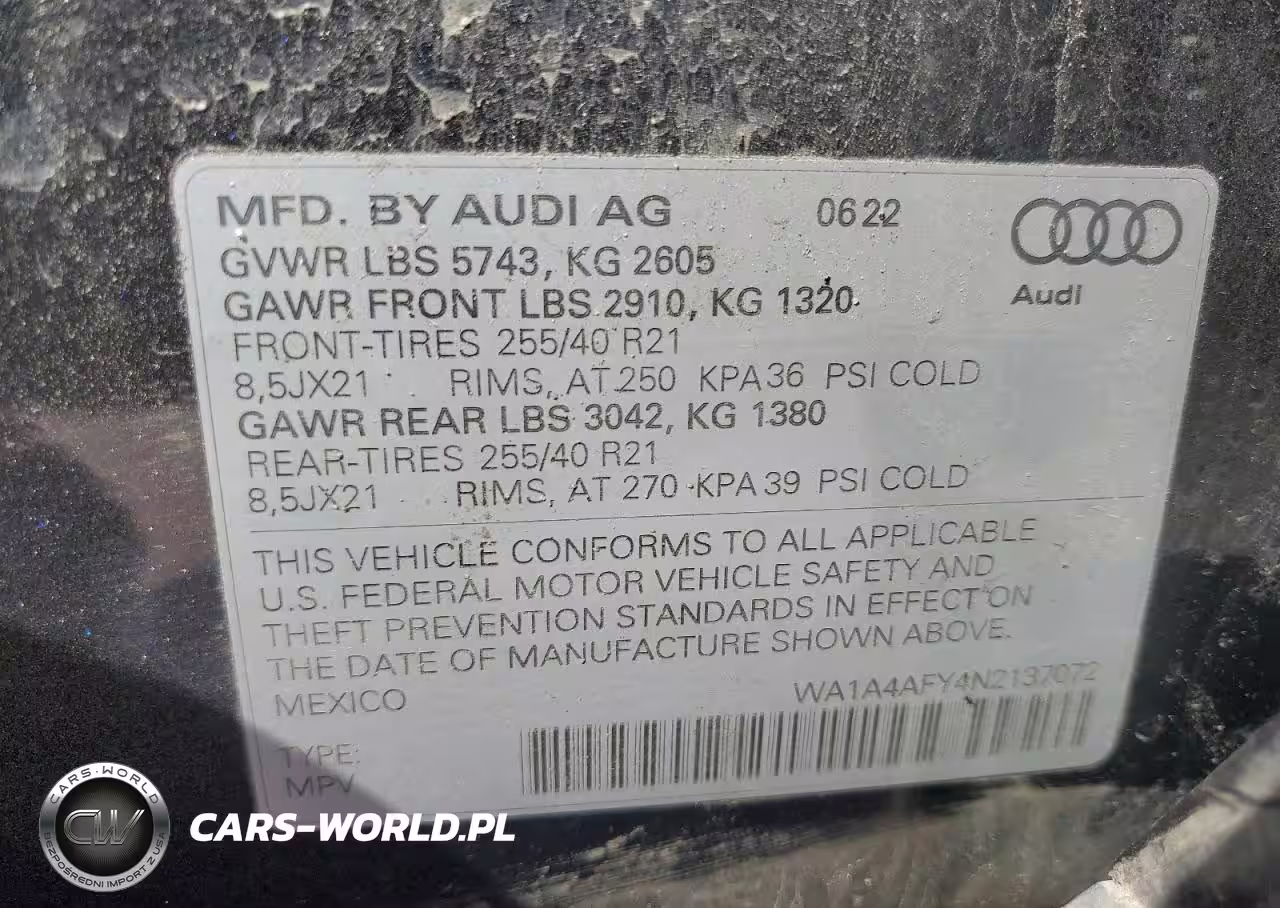 MFD. BY AUDI AG 0622
GVWR LBS 5743, KG 2605
GAWR FRONT LBS 2910, KG 1320
FRONT-TIRES 255/40 R21
8,5JX21 RIMS, AT 250 KPA 36 PSI COLD
GAWR REAR LBS 3042, KG 1380
REAR-TIRES 255/40 R21
8,5JX21 RIMS, AT 270 KPA 39 PSI COLD
Audi
THIS VEHICLE CONFORMS TO ALL APPLICABLE
U.S. FEDERAL MOTOR VEHICLE SAFETY AND
THEFT PREVENTION STANDARDS IN EFFECT ON
THE DATE OF MANUFACTURE SHOWN ABOVE.
MEXICO WA1A4AFY4N2137072
TYPE:
MPV
CARS-WORLD
CW
BEZPOŚREDNI IMPORT Z USA
CARS-WORLD.PL